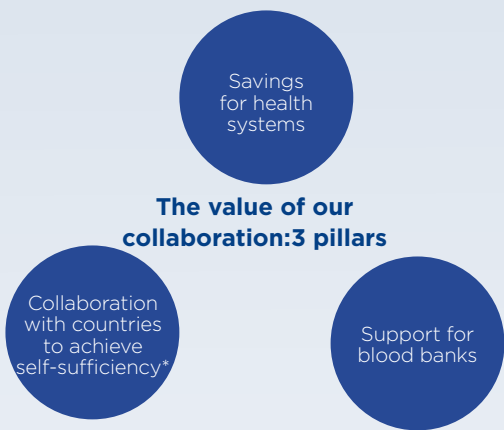 Savings
for health
systems
The value of our
collaboration:3 pillars
Collaboration
with countries
to achieve
self-sufficiency*
Support for
blood banks